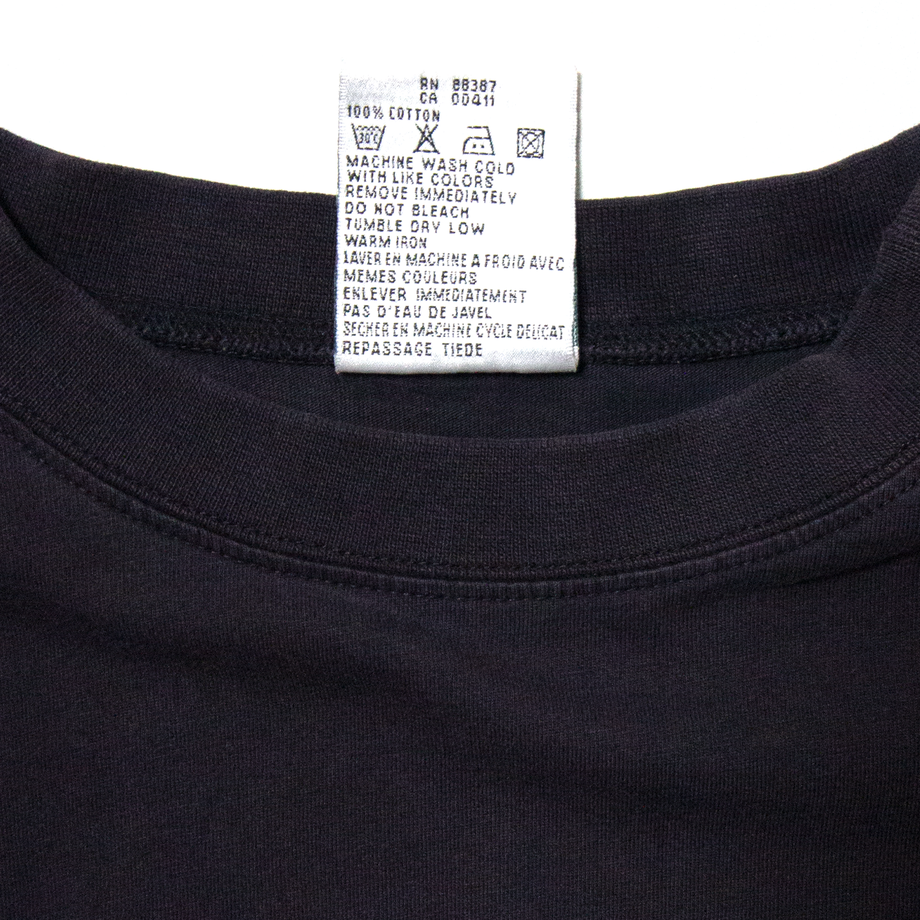 RN 88387
CA 00411
100% COTTON
30°C
MACHINE WASH COLD
WITH LIKE COLORS
REMOVE IMMEDIATELY
DO NOT BLEACH
TUMBLE DRY LOW
WARM IRON
LAVER EN MACHINE A FROID AVEC
MEMES COULEURS
ENLEVER IMMEDIATEMENT
PAS D'EAU DE JAVEL
SECHER EN MACHINE CYCLE DELICAT
REPASSAGE TIEDE